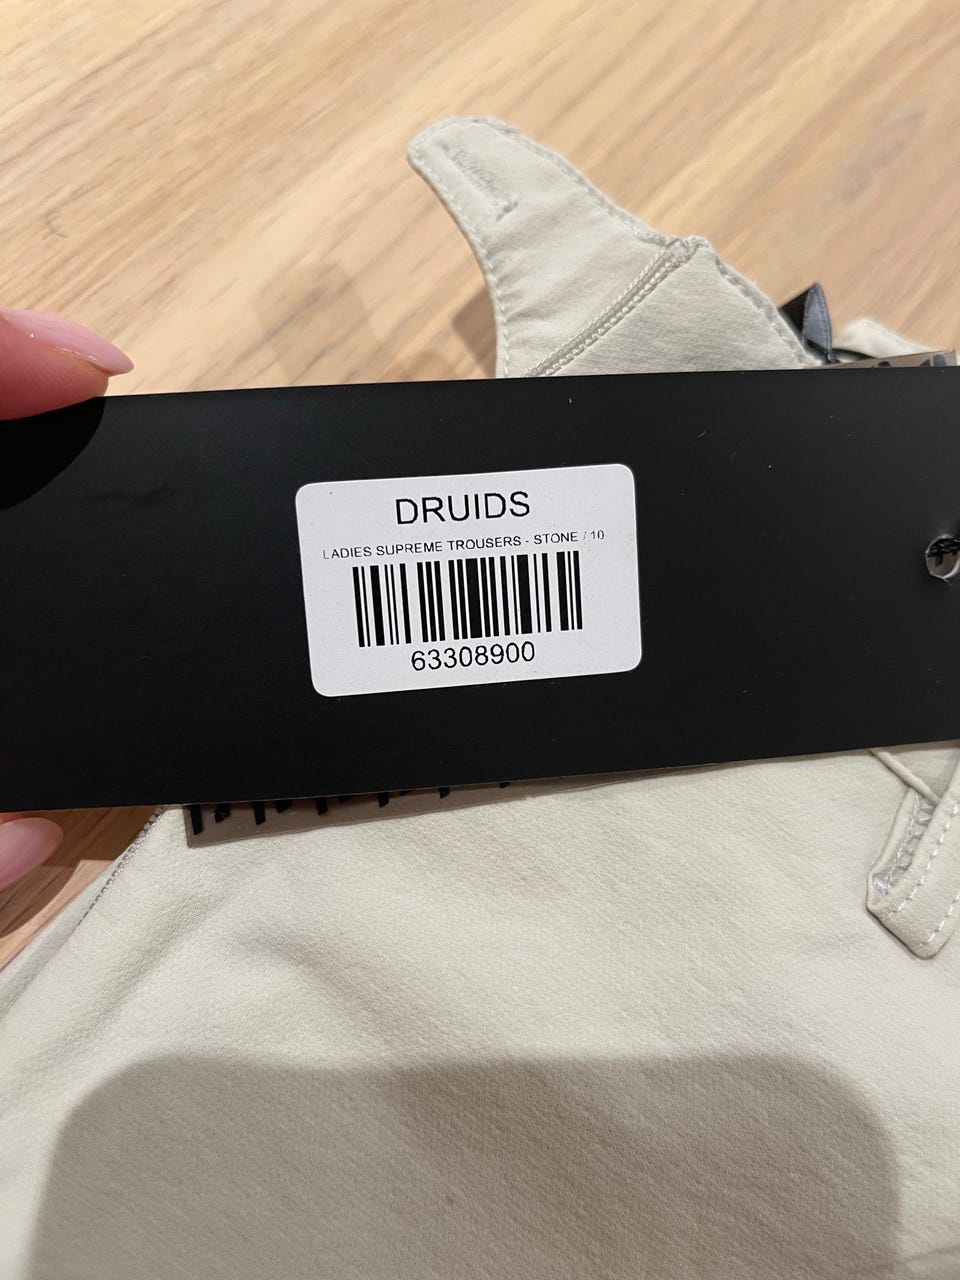 DRUIDS
LADIES SUPREME TROUSERS - STONE / 10
63308900